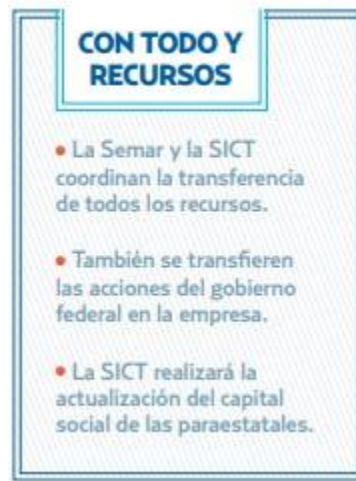 CON TODO Y
RECURSOS
• La Semar y la SICT
coordinan la transferencia
de todos los recursos.
• También se transfieren
las acciones del gobierno
federal en la empresa.
• La SICT realizará la
actualización del capital
social de las paraestatales.